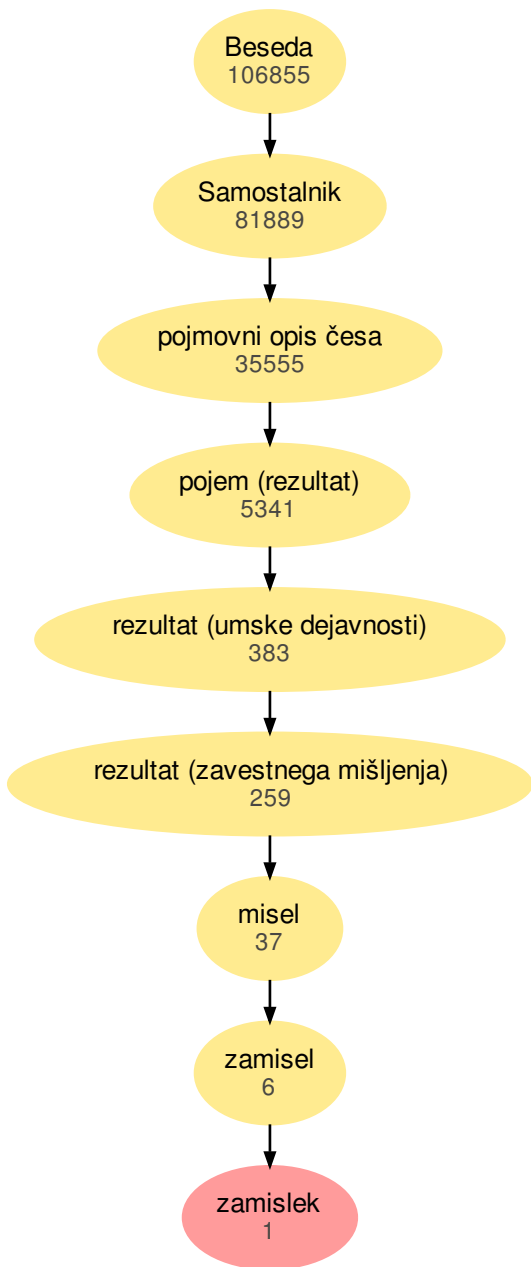 Beseda
106855
Samostalnik
81889
pojmovni opis česa
35555
pojem (rezultat)
5341
rezultat (umske dejavnosti)
383
rezultat (zavestnega mišljenja)
259
misel
37
zamisel
6
zamislek
1